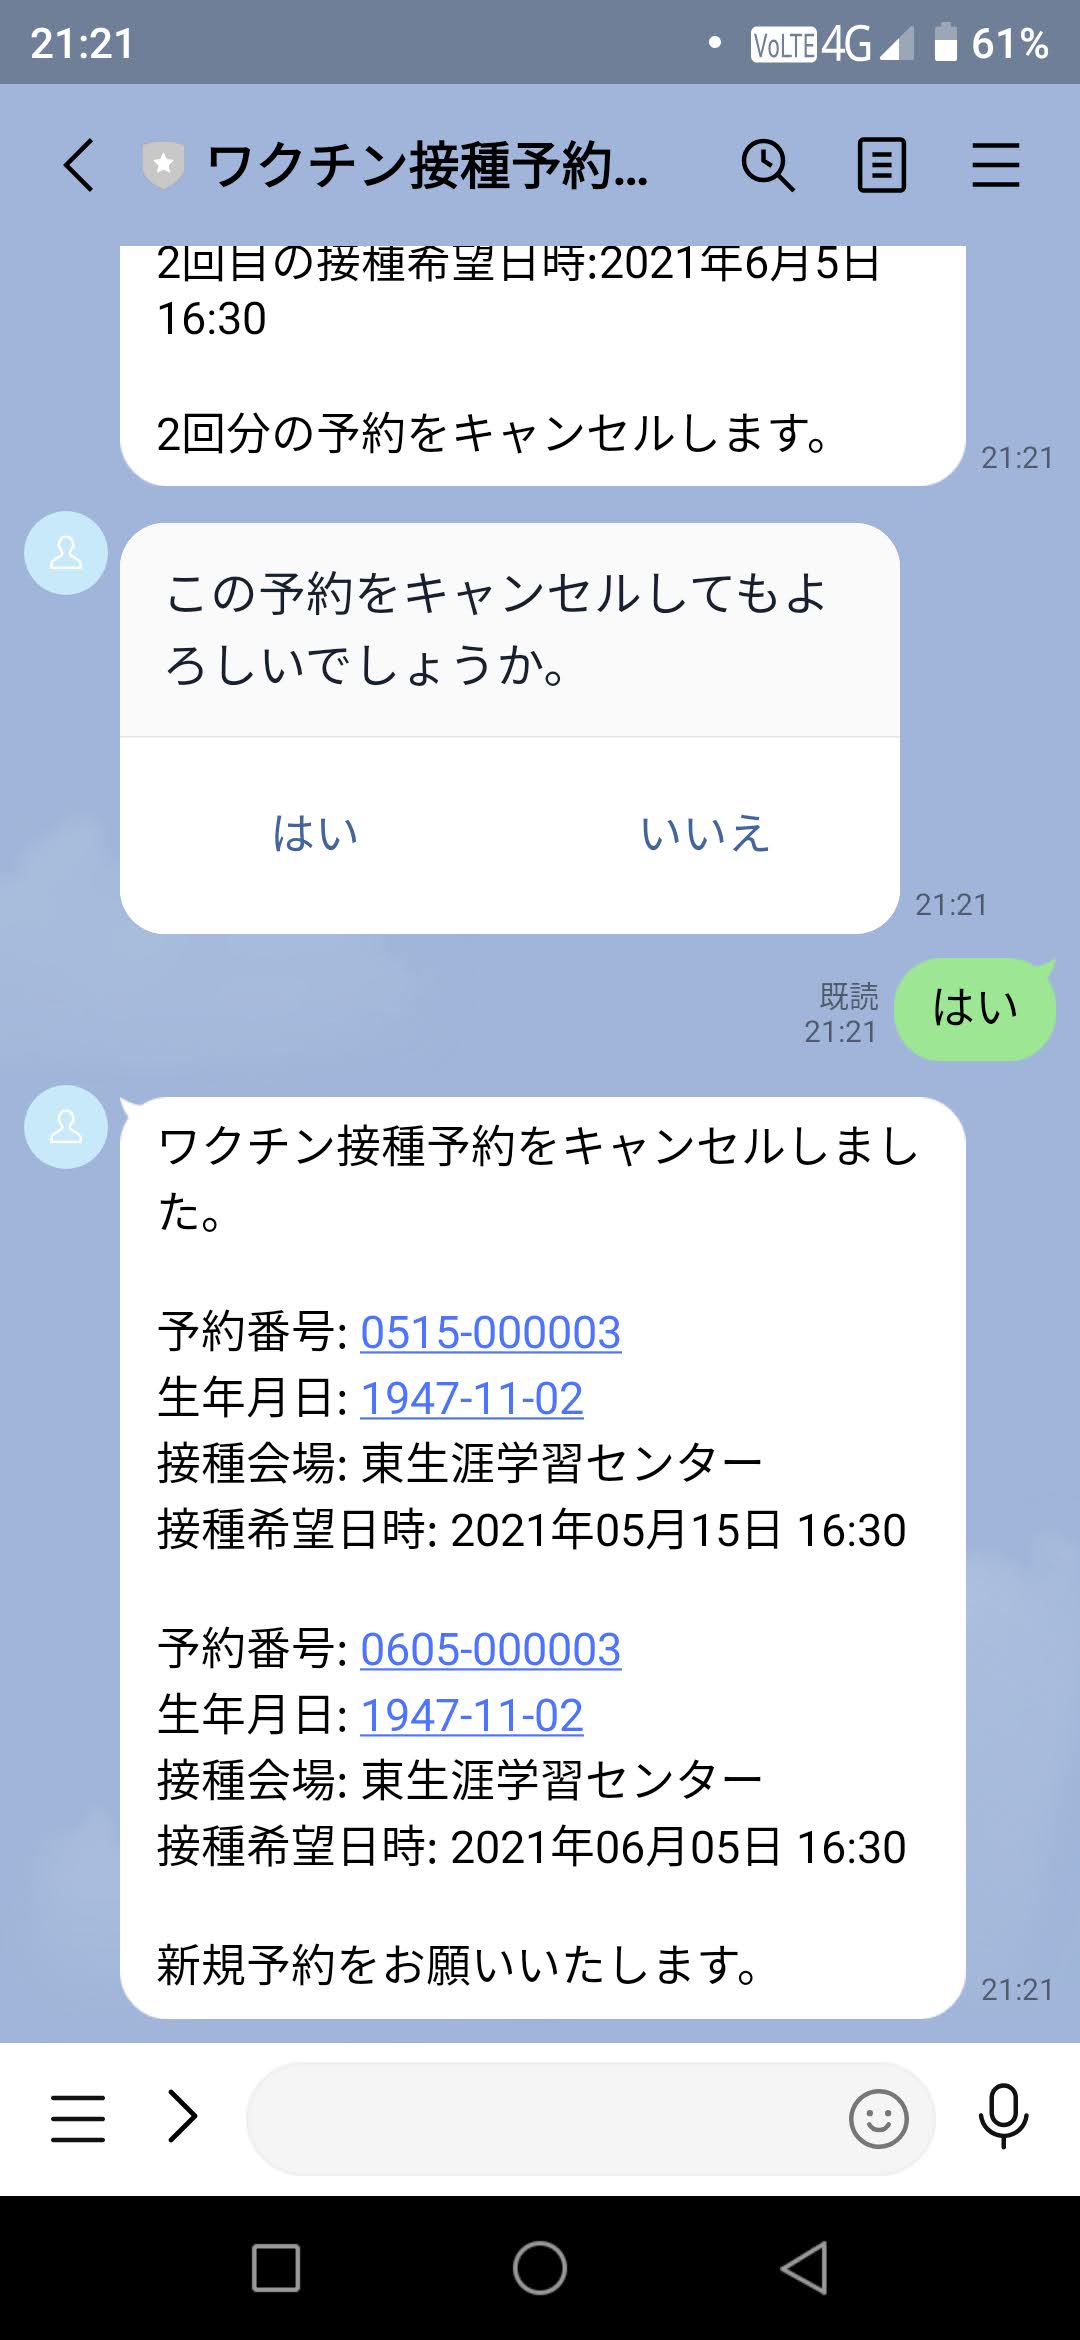 21:21
VoLTE 4G 61%
ワクチン接種予約...
2回目の接種希望日時:2021年6月5日
16:30
2回分の予約をキャンセルします。
21:21
この予約をキャンセルしてもよ
ろしいでしょうか。
はい いいえ
21:21
既読
21:21
はい
ワクチン接種予約をキャンセルしまし
た。
予約番号: 0515-000003
生年月日: 1947-11-02
接種会場: 東生涯学習センター
接種希望日時: 2021年05月15日 16:30
予約番号: 0605-000003
生年月日: 1947-11-02
接種会場: 東生涯学習センター
接種希望日時: 2021年06月05日 16:30
新規予約をお願いいたします。
21:21